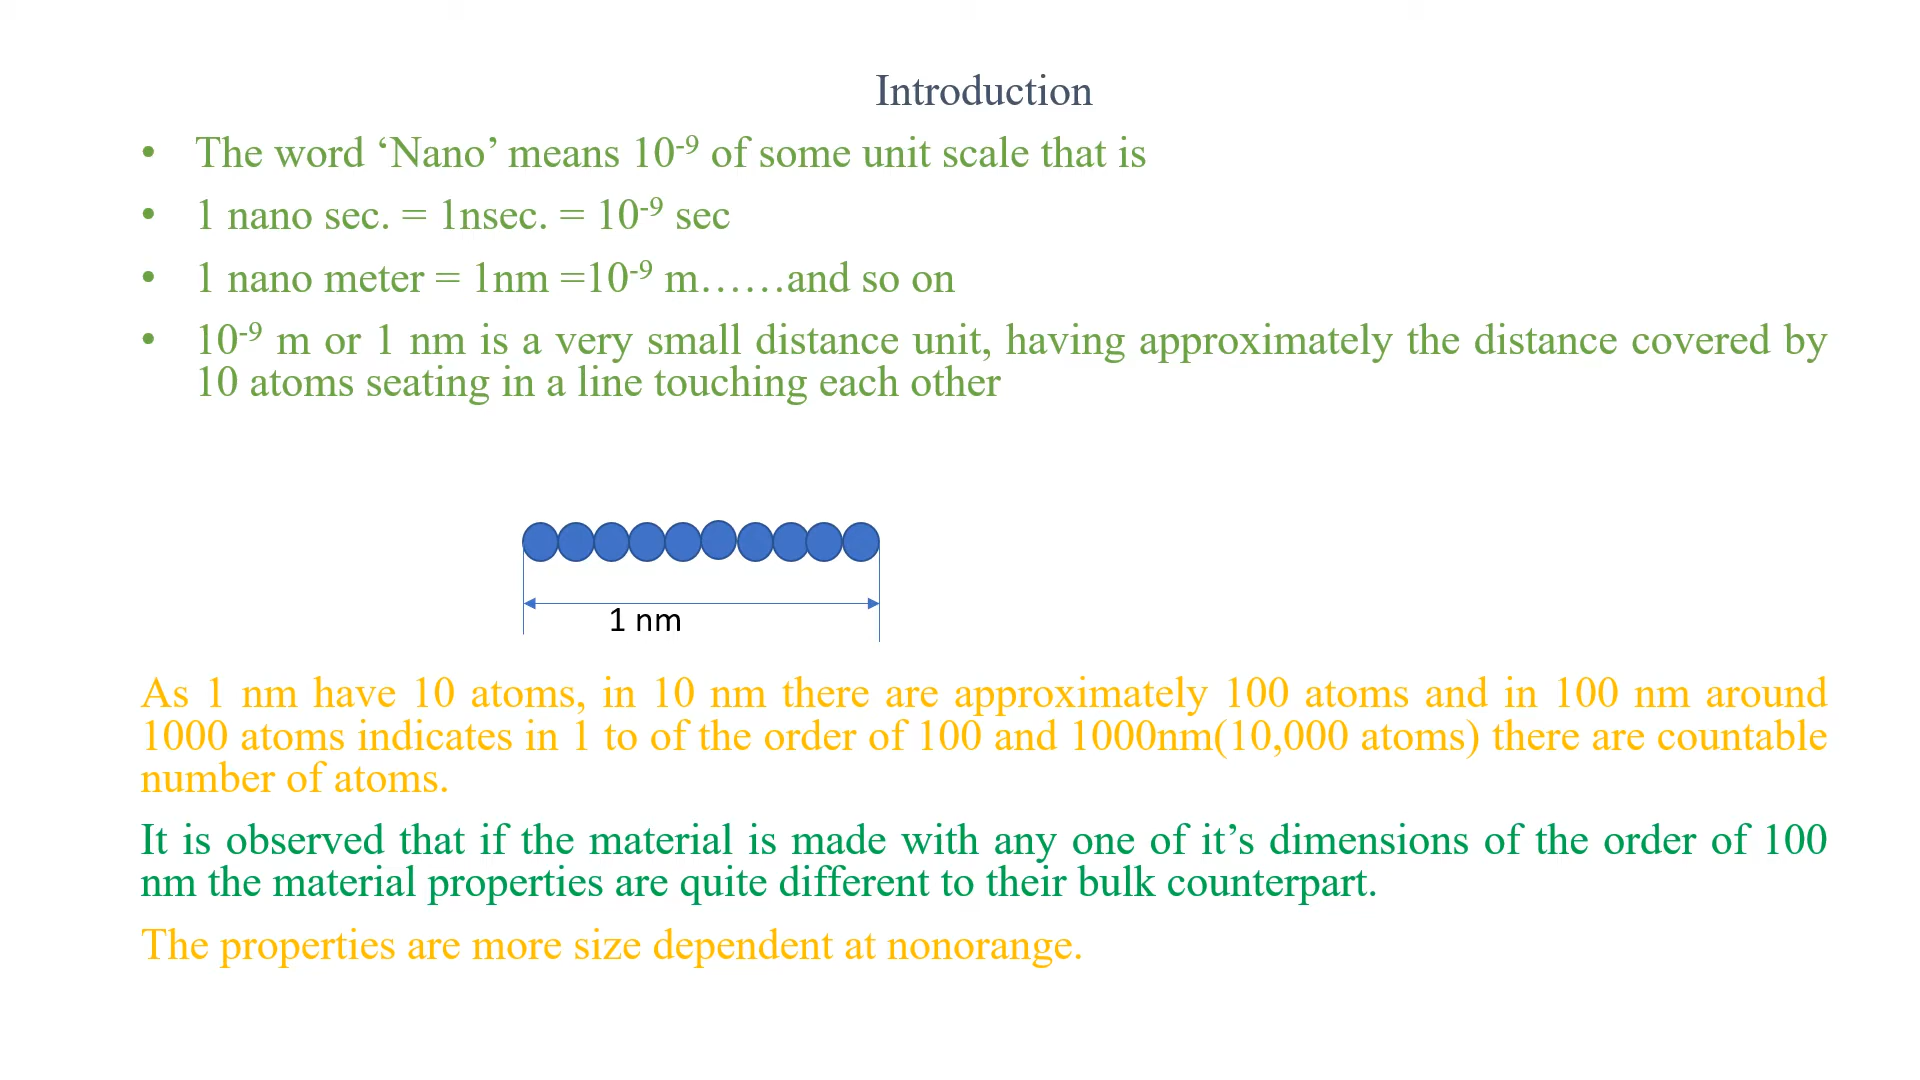 Introduction
• The word ‘Nano’ means 10⁻⁹ of some unit scale that is
• 1 nano sec. = 1nsec. = 10⁻⁹ sec
• 1 nano meter = 1nm =10⁻⁹ m……and so on
• 10⁻⁹ m or 1 nm is a very small distance unit, having approximately the distance covered by
10 atoms seating in a line touching each other
1 nm
As 1 nm have 10 atoms, in 10 nm there are approximately 100 atoms and in 100 nm around
1000 atoms indicates in 1 to of the order of 100 and 1000nm(10,000 atoms) there are countable
number of atoms.
It is observed that if the material is made with any one of it’s dimensions of the order of 100
nm the material properties are quite different to their bulk counterpart.
The properties are more size dependent at nonorange.